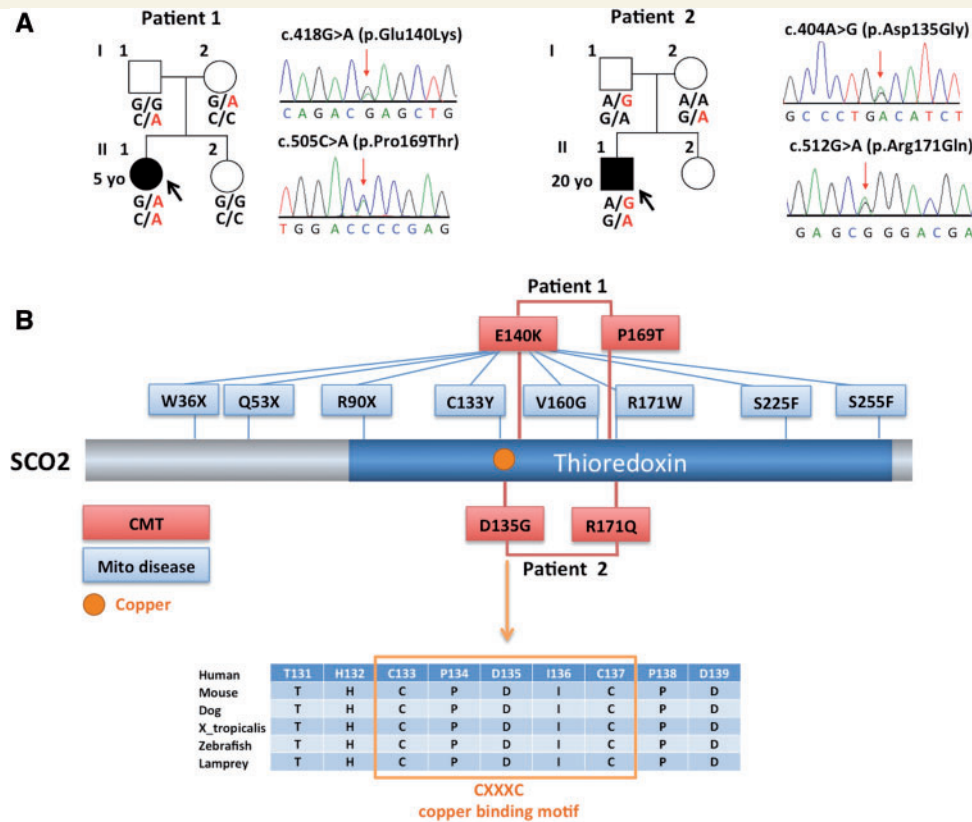 A
Patient 1
Patient 2
I
1
2
G/G
C/A
G/A
C/C
II
1
2
5 yo
G/A
C/A
G/G
C/C
c.418G>A (p.Glu140Lys)
C A G A C G A G C T G
c.505C>A (p.Pro169Thr)
T G G A C C C C G A G
I
1
2
A/G
G/A
A/A
G/A
II
1
2
20 yo
A/G
G/A
c.404A>G (p.Asp135Gly)
G C C C T G A C A T C T
c.512G>A (p.Arg171Gln)
G A G C G G G A C G A
B
Patient 1
E140K
P169T
W36X
Q53X
R90X
C133Y
V160G
R171W
S225F
S255F
SCO2
Thioredoxin
CMT
D135G
R171Q
Mito disease
Patient 2
Copper
Human T131 H132 C133 P134 D135 I136 C137 P138 D139
Mouse T H C P D I C P D
Dog T H C P D I C P D
X_tropicalis T H C P D I C P D
Zebrafish T H C P D I C P D
Lamprey T H C P D I C P D
CXXXC
copper binding motif